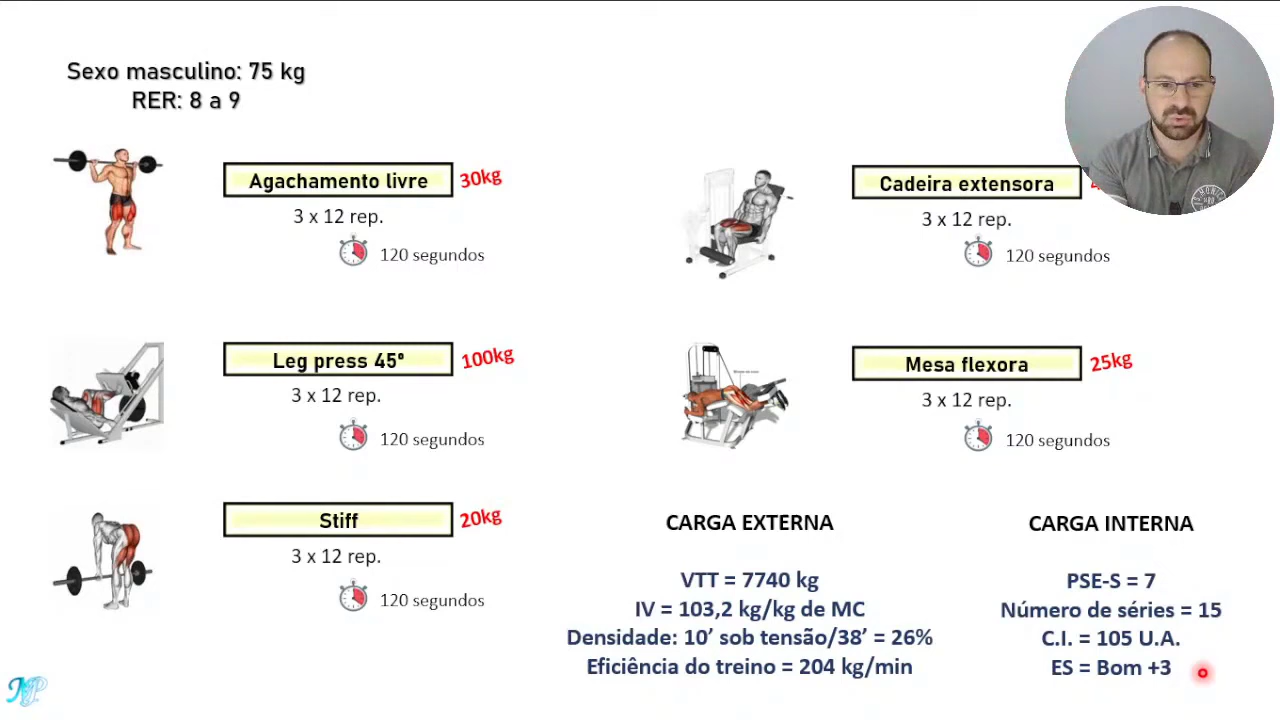 Sexo masculino: 75 kg
RER: 8 a 9
Agachamento livre
30kg
3 x 12 rep.
120 segundos
Cadeira extensora
3 x 12 rep.
120 segundos
Leg press 45º
100kg
3 x 12 rep.
120 segundos
Mesa flexora
25kg
3 x 12 rep.
120 segundos
Stiff
20kg
3 x 12 rep.
120 segundos
CARGA EXTERNA
VTT = 7740 kg
IV = 103,2 kg/kg de MC
Densidade: 10’ sob tensão/38’ = 26%
Eficiência do treino = 204 kg/min
CARGA INTERNA
PSE-S = 7
Número de séries = 15
C.I. = 105 U.A.
ES = Bom +3